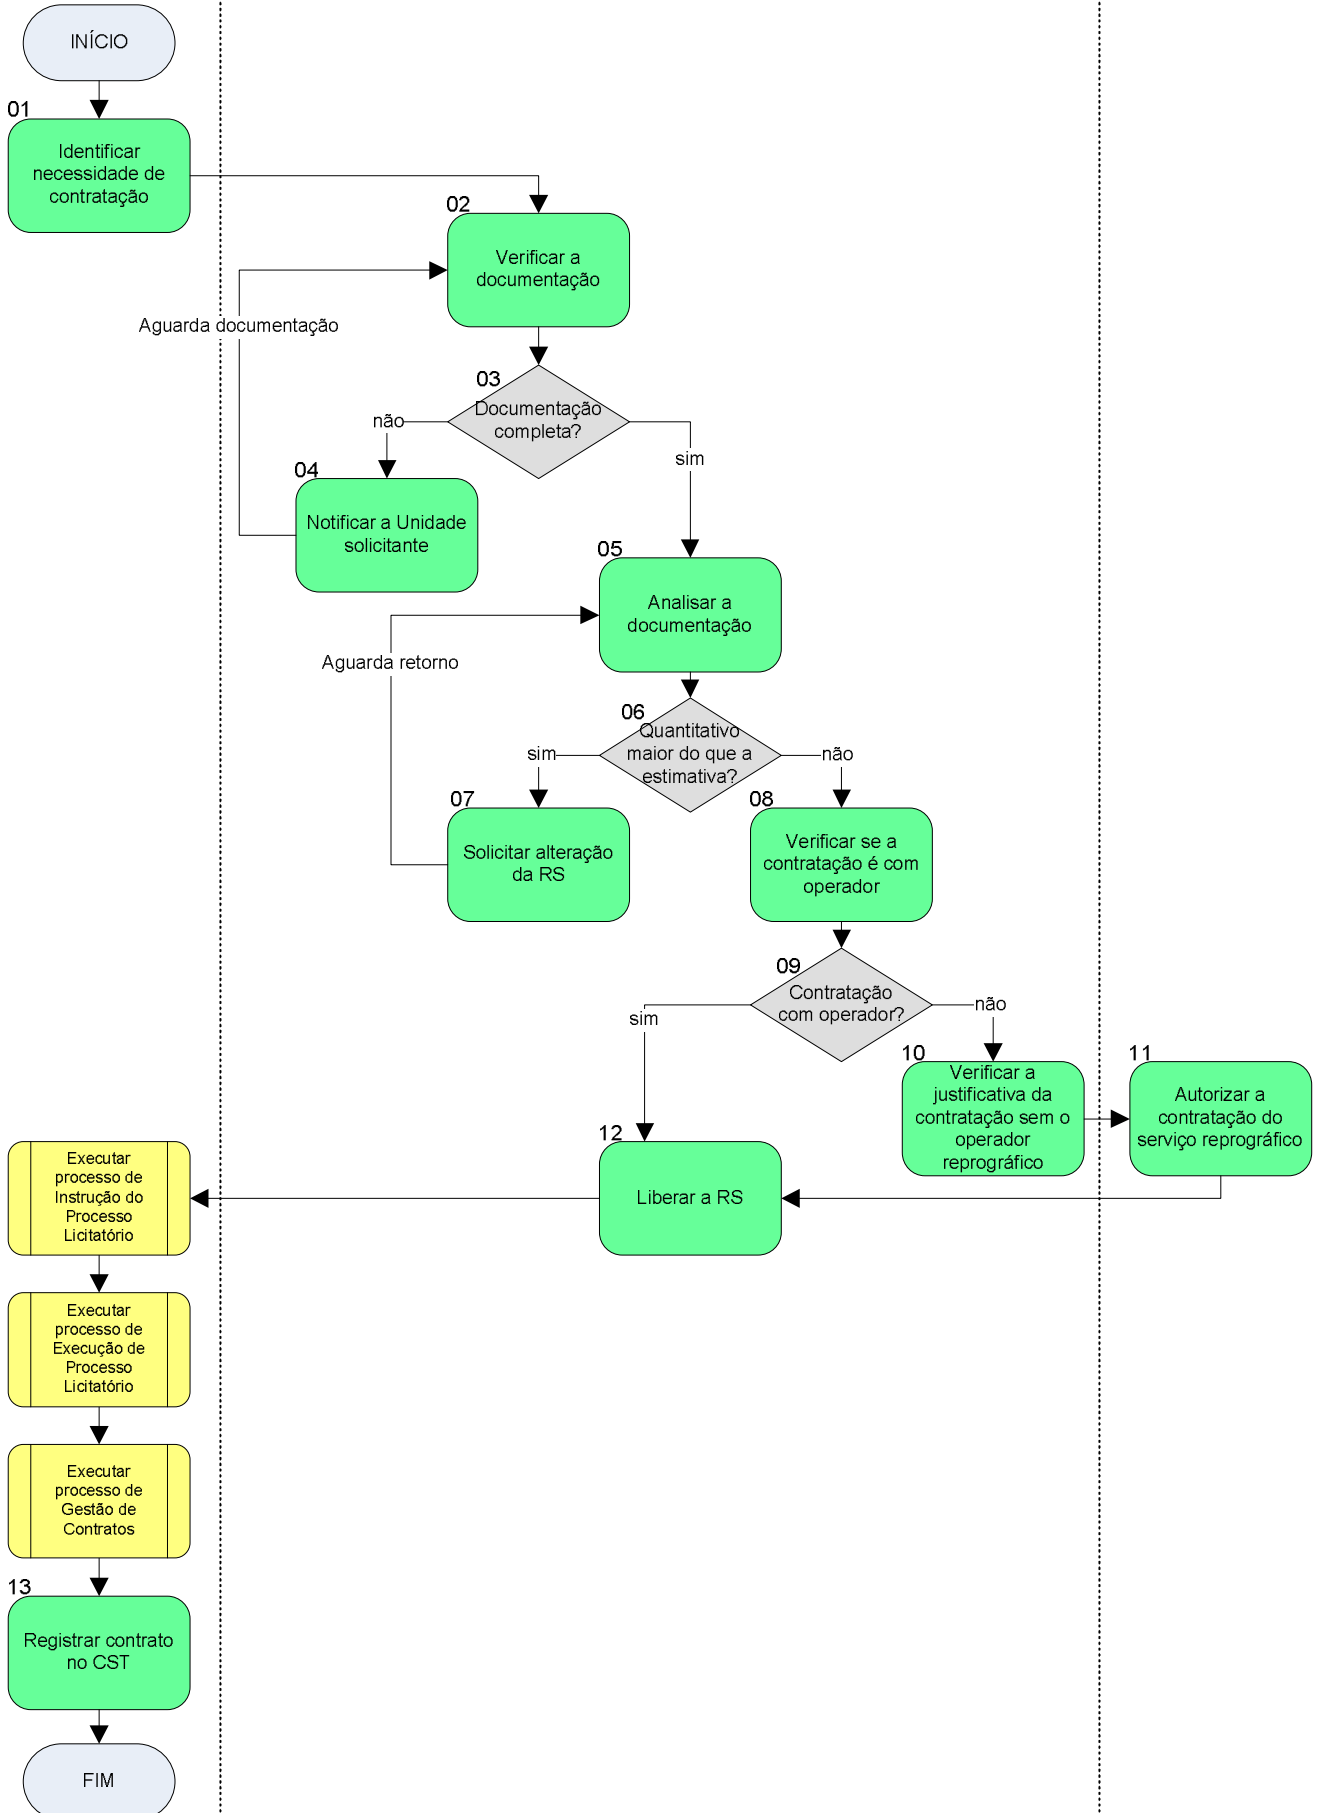 INÍCIO
01
Identificar
necessidade de
contratação
02
Verificar a
documentação
Aguarda documentação
03
Documentação
completa?
não
sim
04
Notificar a Unidade
solicitante
05
Analisar a
documentação
Aguarda retorno
06
Quantitativo
maior do que a
estimativa?
sim
não
07
Solicitar alteração
da RS
08
Verificar se a
contratação é com
operador
09
Contratação
com operador?
sim
não
10
Verificar a
justificativa da
contratação sem o
operador
reprográfico
11
Autorizar a
contratação do
serviço reprográfico
12
Liberar a RS
Executar
processo de
Instrução do
Processo
Licitatório
Executar
processo de
Execução de
Processo
Licitatório
Executar
processo de
Gestão de
Contratos
13
Registrar contrato
no CST
FIM